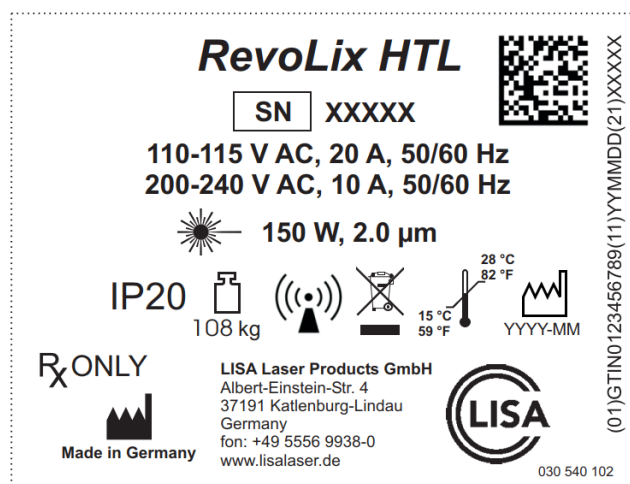 RevoLix HTL
SN XXXXX
110-115 V AC, 20 A, 50/60 Hz
200-240 V AC, 10 A, 50/60 Hz
150 W, 2.0 µm
IP20
108 kg
28 °C
82 °F
15 °C
59 °F
YYYY-MM
Rx ONLY
Made in Germany
LISA Laser Products GmbH
Albert-Einstein-Str. 4
37191 Katlenburg-Lindau
Germany
fon: +49 5556 9938-0
www.lisalaser.de
LISA
030 540 102
(01)GTIN0123456789(11)YYMMDD(21)XXXXX